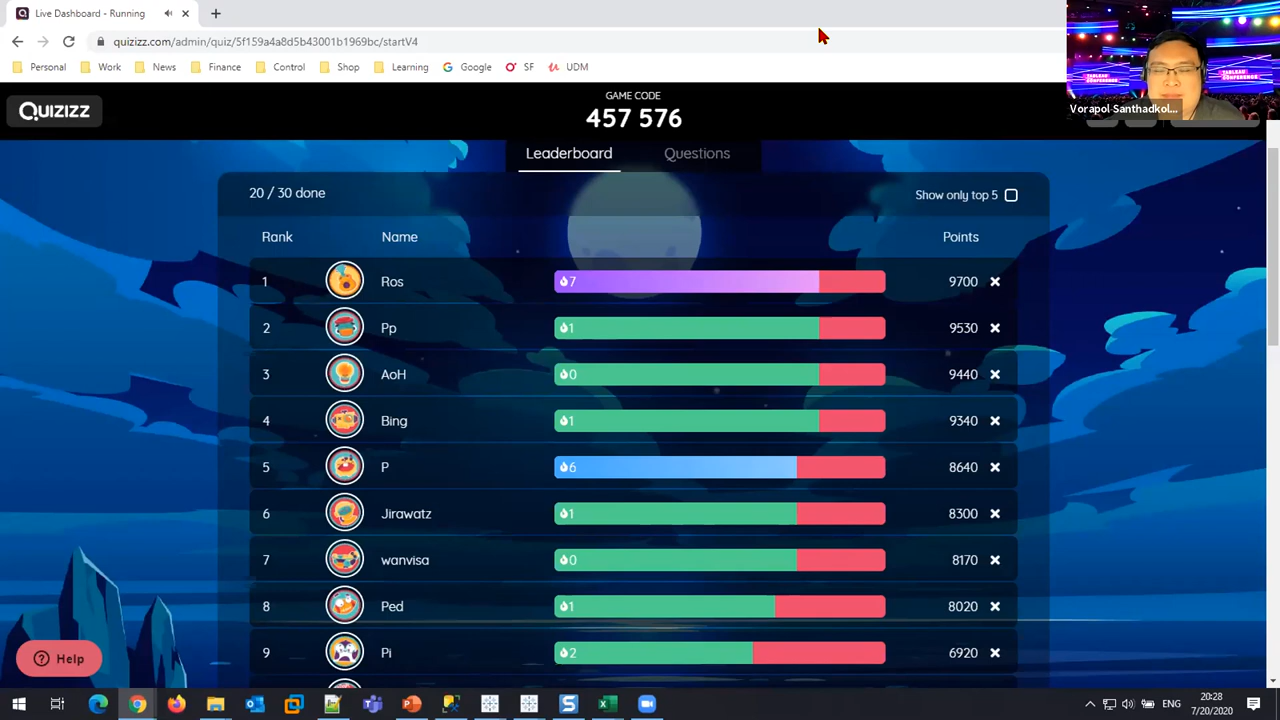 Live Dashboard - Running
quizizz.com/admin/quiz/5f159a4a8d5b43001b1969b
/startV4
Personal Work News Finance Control Shop Learning Google SF DM
TABLEAU CONFERENCE
Vorapol Santhadkol...
QUIZIZZ
GAME CODE
457 576
Leaderboard Questions
20 / 30 done Show only top 5
Rank Name Points
1 Ros 7 9700
2 Pp 1 9530
3 AoH 0 9440
4 Bing 1 9340
5 P 6 8640
6 Jirawatz 1 8300
7 wanvisa 0 8170
8 Ped 1 8020
9 Pi 2 6920
Help
ENG
20:28
7/20/2020